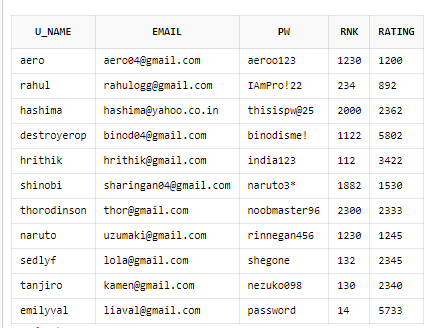 U_NAME EMAIL PW RNK RATING
aero aero04@gmail.com aeroo123 1230 1200
rahul rahulogg@gmail.com IAmPro!22 234 892
hashima hashima@yahoo.co.in thisispw@25 2000 2362
destroyerop binod04@gmail.com binodisme! 1122 5802
hrithik hrithik@gmail.com india123 112 3422
shinobi sharingan04@gmail.com naruto3* 1882 1530
thorodinson thor@gmail.com noobmaster96 2300 2333
naruto uzumaki@gmail.com rinnegan456 1230 1245
sedlyf lola@gmail.com shegone 132 2345
tanjiro kamen@gmail.com nezuko098 130 2340
emilyval liaval@gmail.com password 14 5733